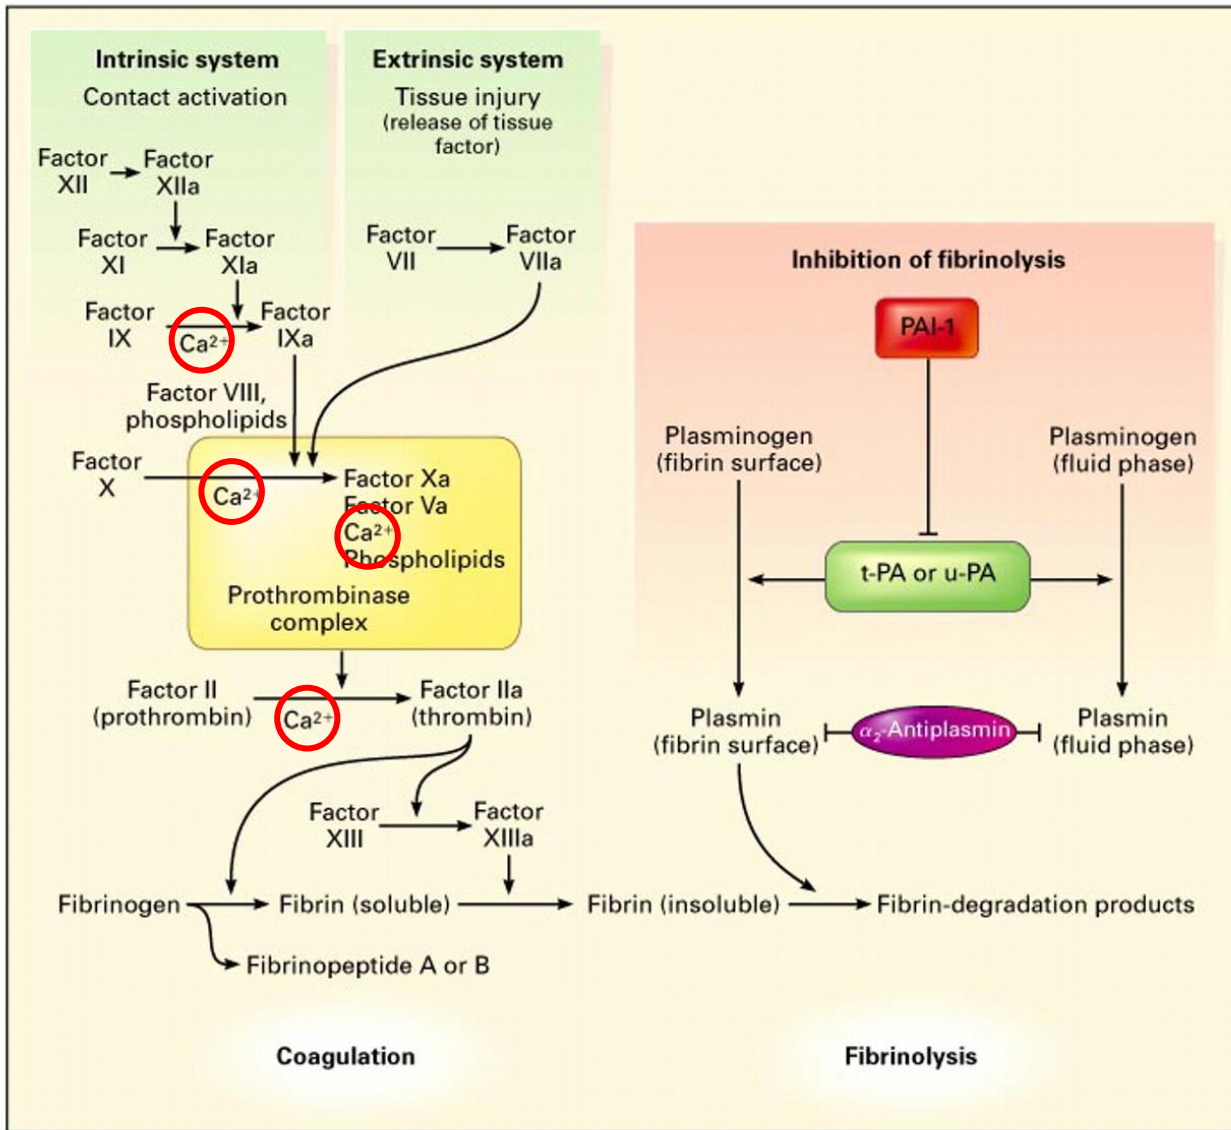 Intrinsic system
Contact activation
Extrinsic system
Tissue injury
(release of tissue
factor)
Factor
XII
Factor
XIIa
Factor
XI
Factor
XIa
Factor
VII
Factor
VIIa
Factor
IX
Ca²⁺
Factor
IXa
Factor VIII,
phospholipids
Factor
X
Ca²⁺
Factor Xa
Factor Va
Ca²⁺
Phospholipids
Prothrombinase
complex
Factor II
(prothrombin)
Ca²⁺
Factor IIa
(thrombin)
Factor
XIII
Factor
XIIIa
Fibrinogen
Fibrin (soluble)
Fibrin (insoluble)
Fibrin-degradation products
Fibrinopeptide A or B
Coagulation
Inhibition of fibrinolysis
PAI-1
Plasminogen
(fibrin surface)
Plasminogen
(fluid phase)
t-PA or u-PA
Plasmin
(fibrin surface)
α₂-Antiplasmin
Plasmin
(fluid phase)
Fibrinolysis